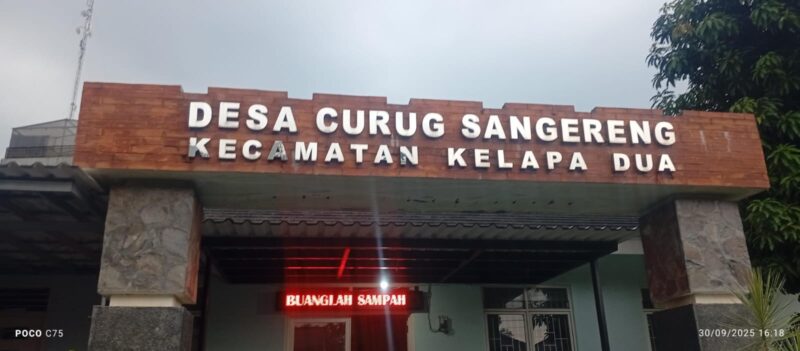 DESA CURUG SANGERENG
KECAMATAN KELAPA DUA
BUANGLAH SAMPAH
POCO C75
30/09/2025 16:18